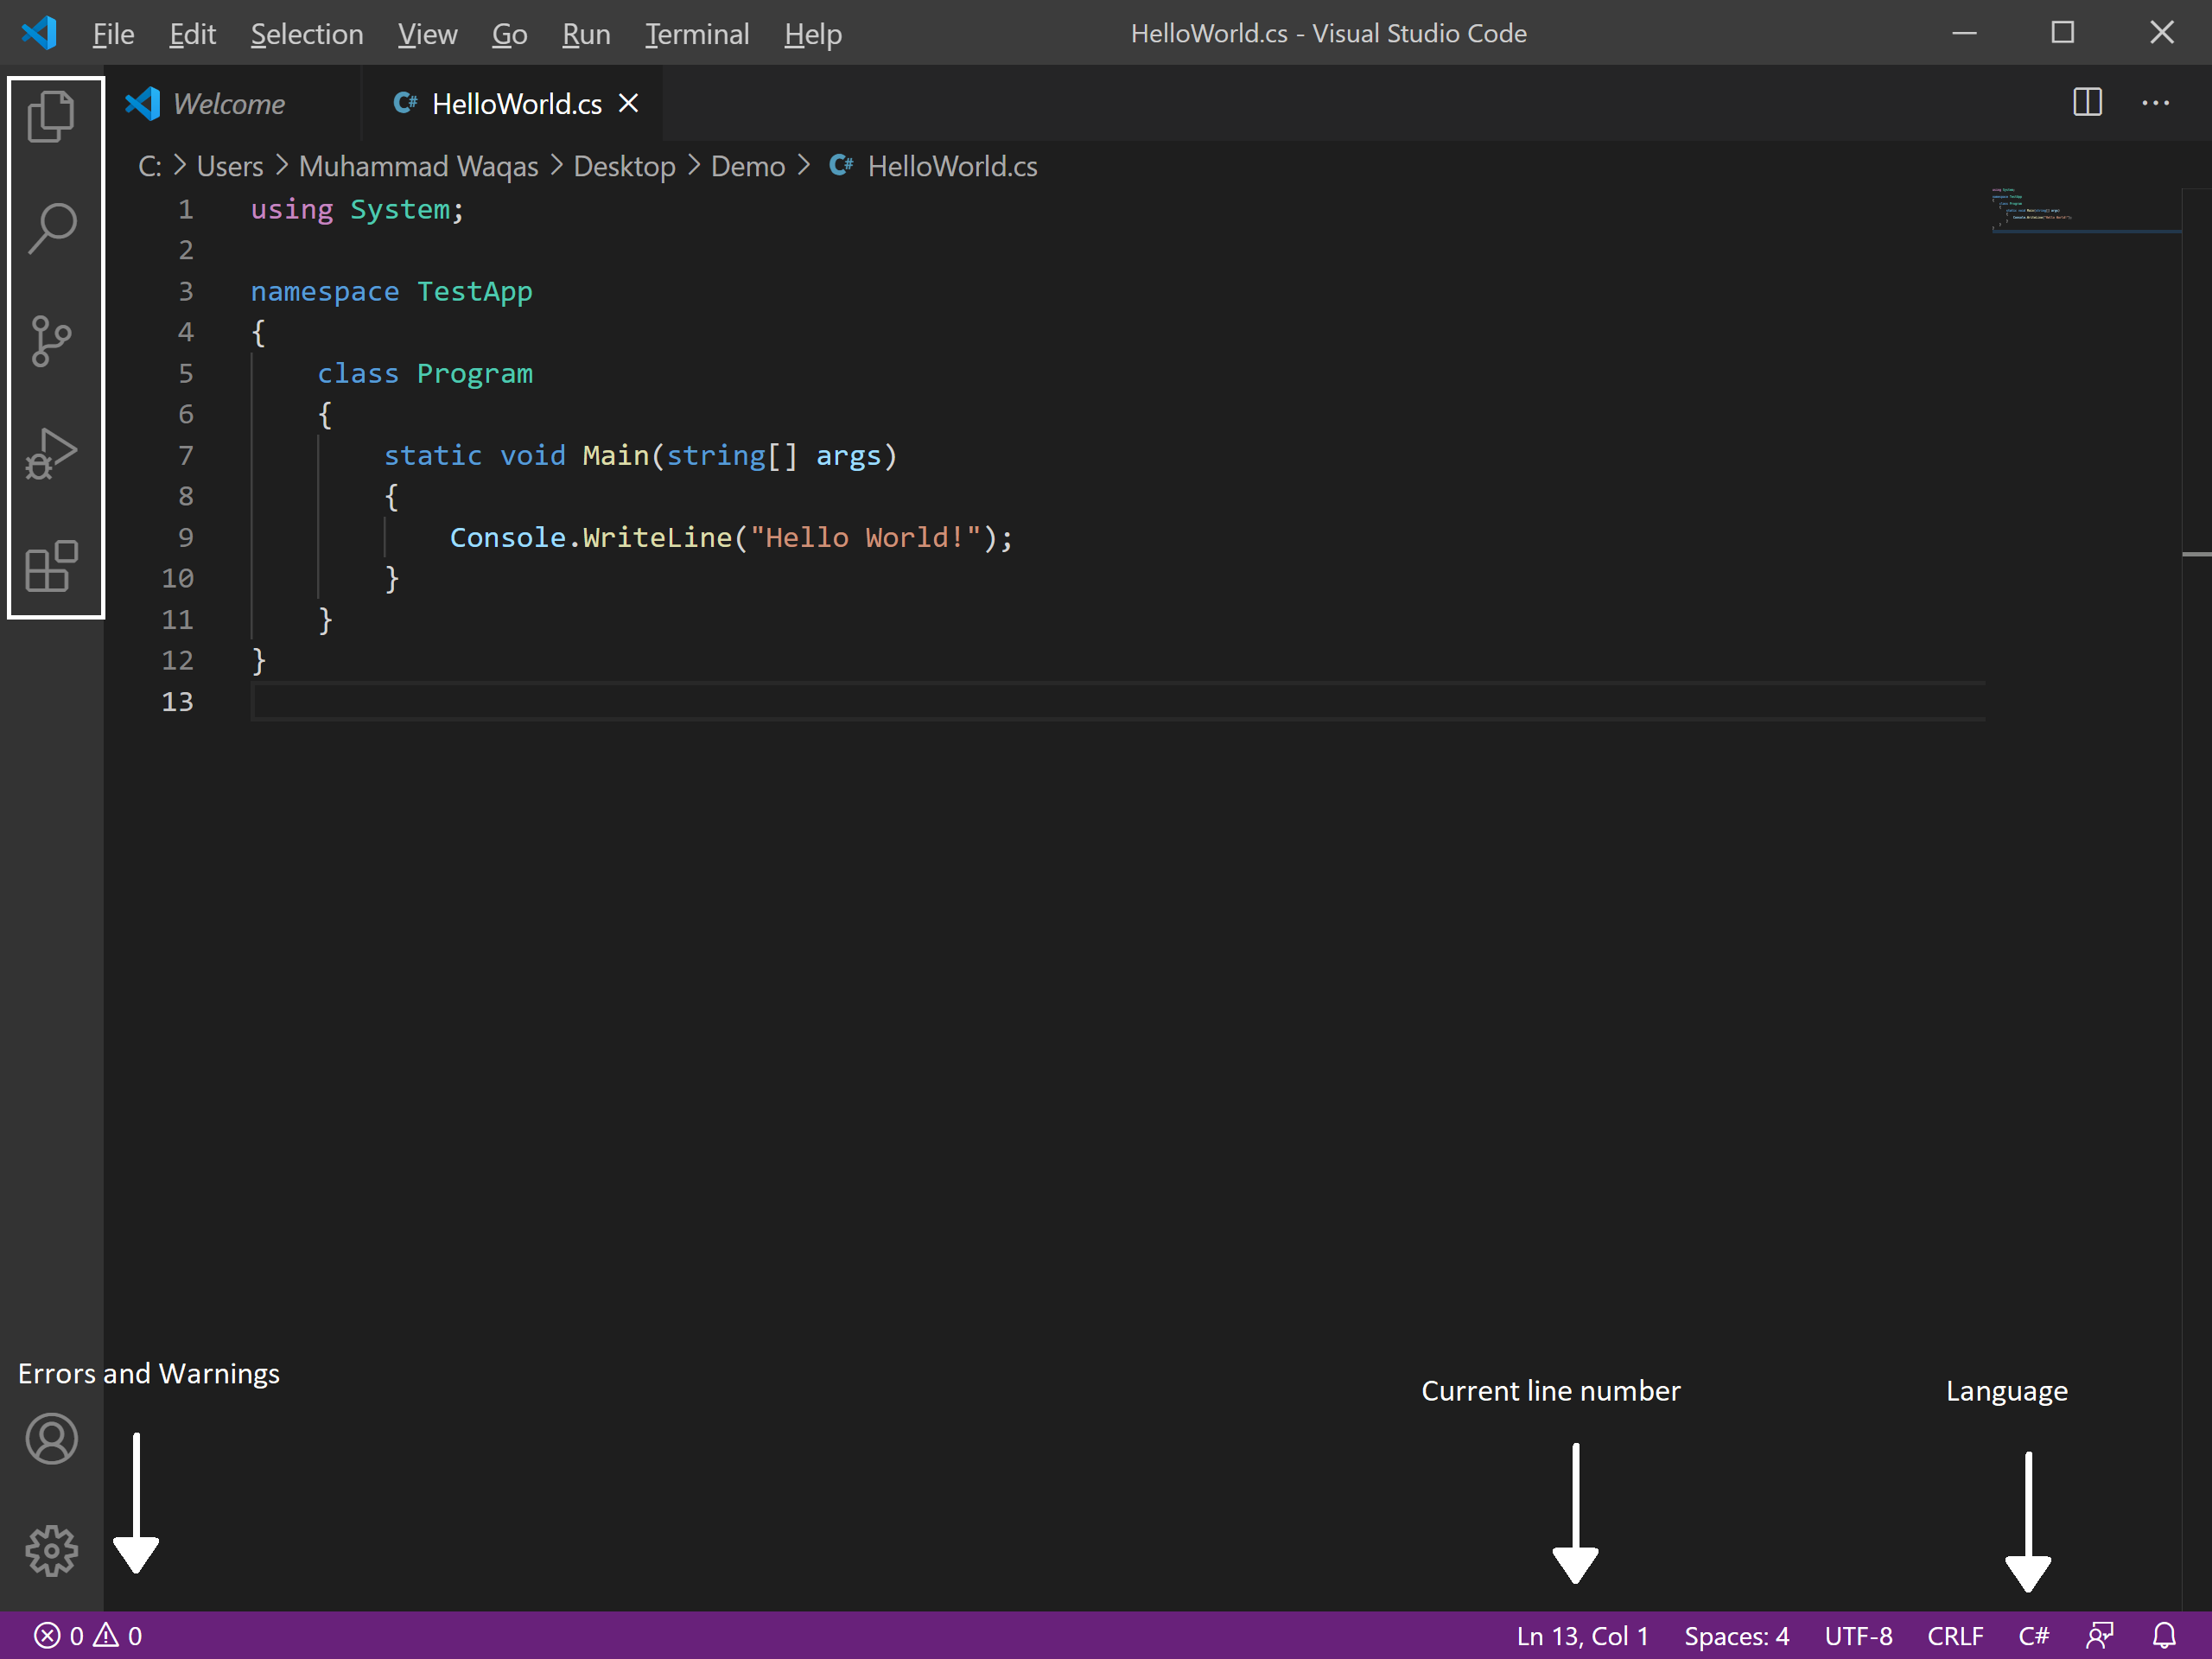 File Edit Selection View Go Run Terminal Help HelloWorld.cs - Visual Studio Code
Welcome C# HelloWorld.cs
C: > Users > Muhammad Waqas > Desktop > Demo > C# HelloWorld.cs
1 using System;
2
3 namespace TestApp
4 {
5     class Program
6     {
7         static void Main(string[] args)
8         {
9             Console.WriteLine("Hello World!");
10         }
11     }
12 }
13
Errors and Warnings
Current line number
Language
0 0 Ln 13, Col 1 Spaces: 4 UTF-8 CRLF C#